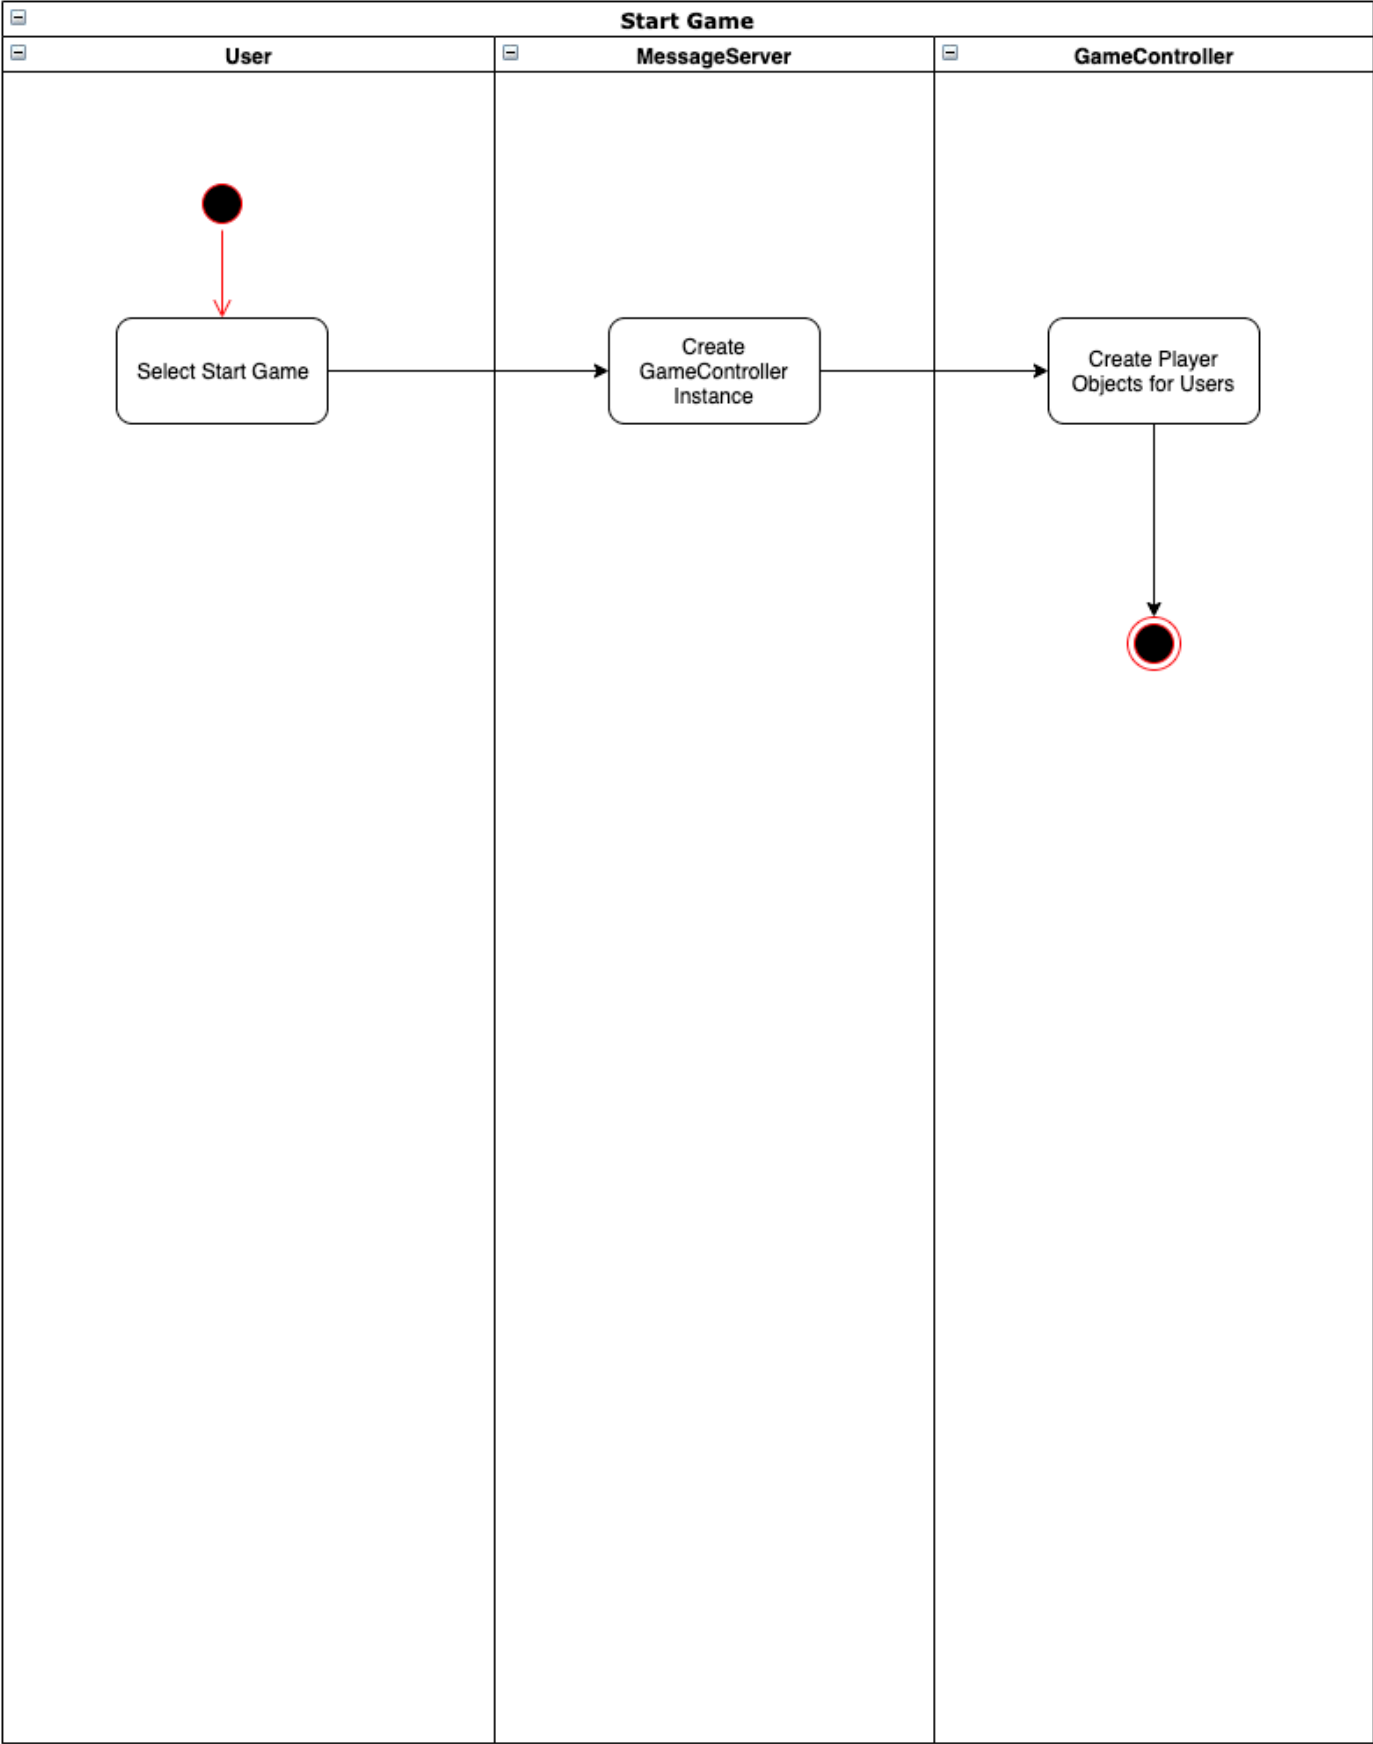 Start Game
User
MessageServer
GameController
Select Start Game
Create
GameController
Instance
Create Player
Objects for Users